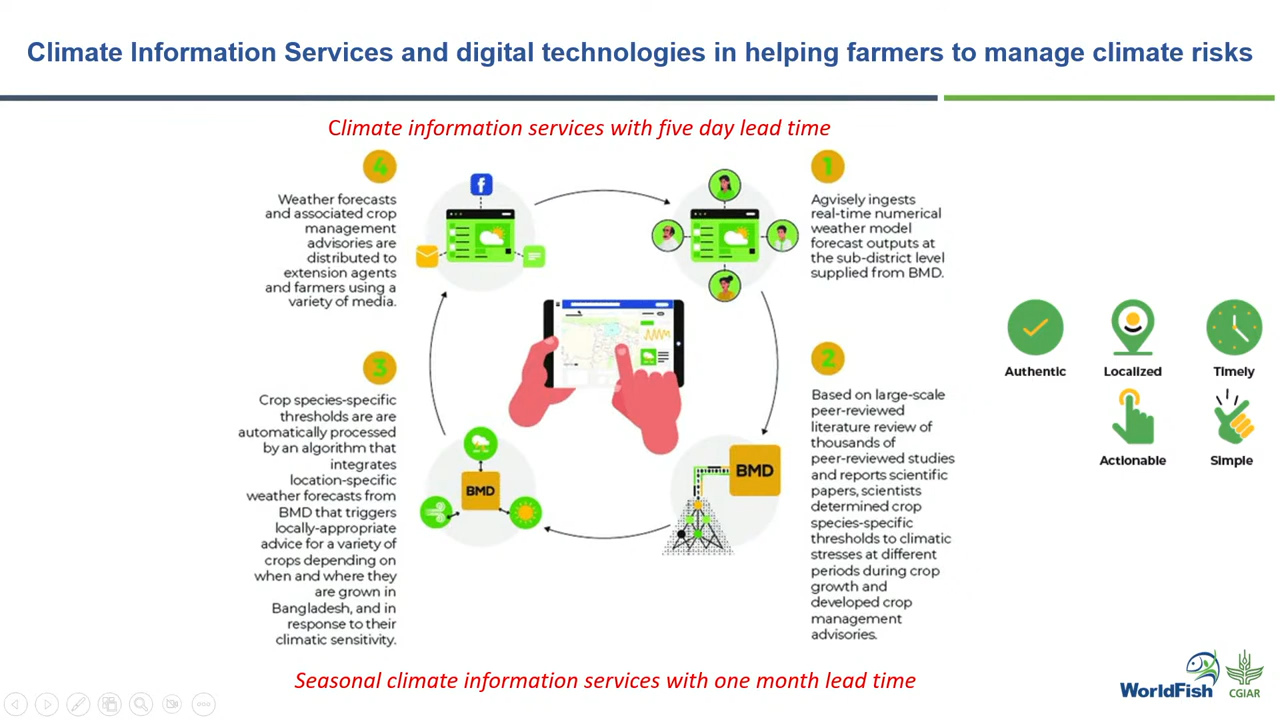 Climate Information Services and digital technologies in helping farmers to manage climate risks
Climate information services with five day lead time
4
Weather forecasts
and associated crop
management
advisories are
distributed to
extension agents
and farmers using a
variety of media.
f
1
Agvisely ingests
real-time numerical
weather model
forecast outputs at
the sub-district level
supplied from BMD.
3
Crop species-specific
thresholds are are
automatically processed
by an algorithm that
integrates
location-specific
weather forecasts from
BMD that triggers
locally-appropriate
advice for a variety of
crops depending on
when and where they
are grown in
Bangladesh, and in
response to their
climatic sensitivity.
BMD
BMD
2
Based on large-scale
peer-reviewed
literature review of
thousands of
peer-reviewed studies
and reports scientific
papers, scientists
determined crop
species-specific
thresholds to climatic
stresses at different
periods during crop
growth and
developed crop
management
advisories.
Authentic
Localized
Timely
Actionable
Simple
Seasonal climate information services with one month lead time
WorldFish
CGIAR